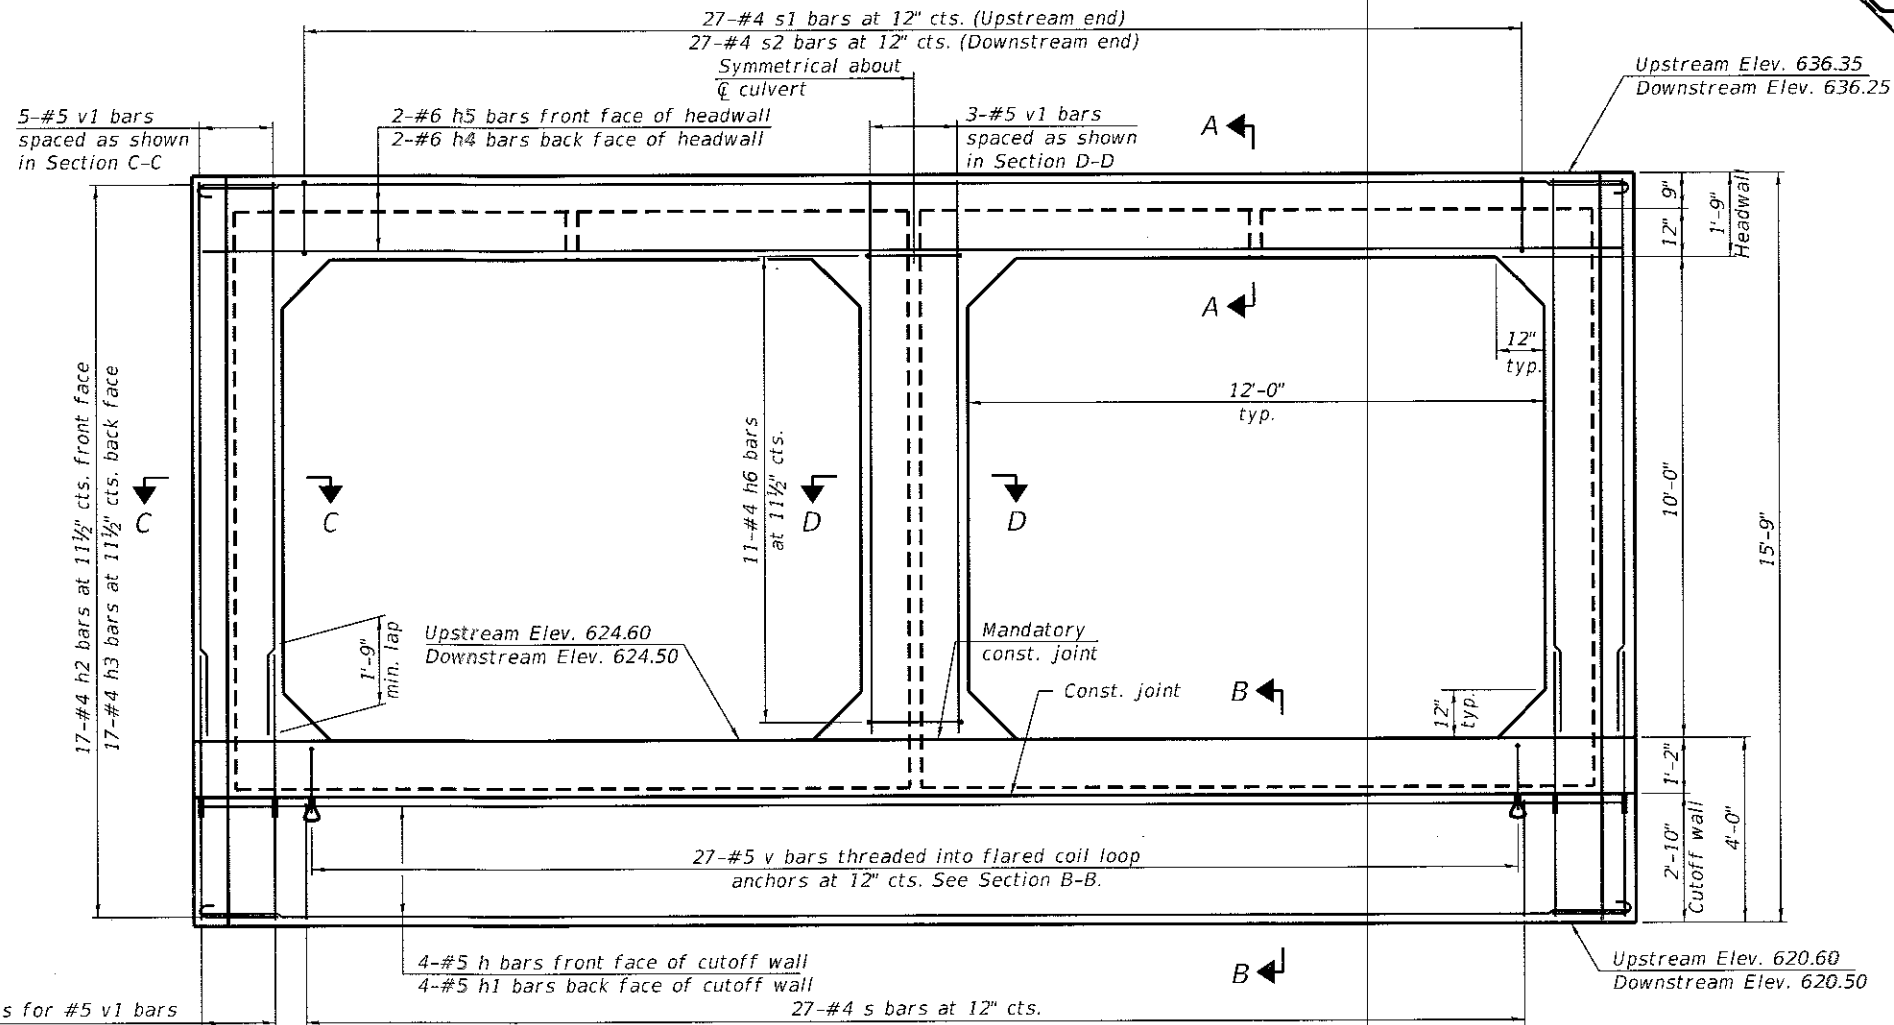 27-#4 s1 bars at 12" cts. (Upstream end)
27-#4 s2 bars at 12" cts. (Downstream end)
Symmetrical about
℄ culvert
Upstream Elev. 636.35
Downstream Elev. 636.25
5-#5 v1 bars
spaced as shown
in Section C-C
2-#6 h5 bars front face of headwall
2-#6 h4 bars back face of headwall
3-#5 v1 bars
spaced as shown
in Section D-D
A
A
9"
12"
1'-9"
Headwall
12"
typ.
12'-0"
typ.
17-#4 h2 bars at 11½" cts. front face
17-#4 h3 bars at 11½" cts. back face
11-#4 h6 bars
at 11½" cts.
10'-0"
15'-9"
C
C
D
D
1'-9"
min. lap
Upstream Elev. 624.60
Downstream Elev. 624.50
Mandatory
const. joint
Const. joint
B
12"
typ.
1'-2"
2'-10"
Cutoff wall
4'-0"
27-#5 v bars threaded into flared coil loop
anchors at 12" cts. See Section B-B.
4-#5 h bars front face of cutoff wall
4-#5 h1 bars back face of cutoff wall
B
Upstream Elev. 620.60
Downstream Elev. 620.50
s for #5 v1 bars
27-#4 s bars at 12" cts.